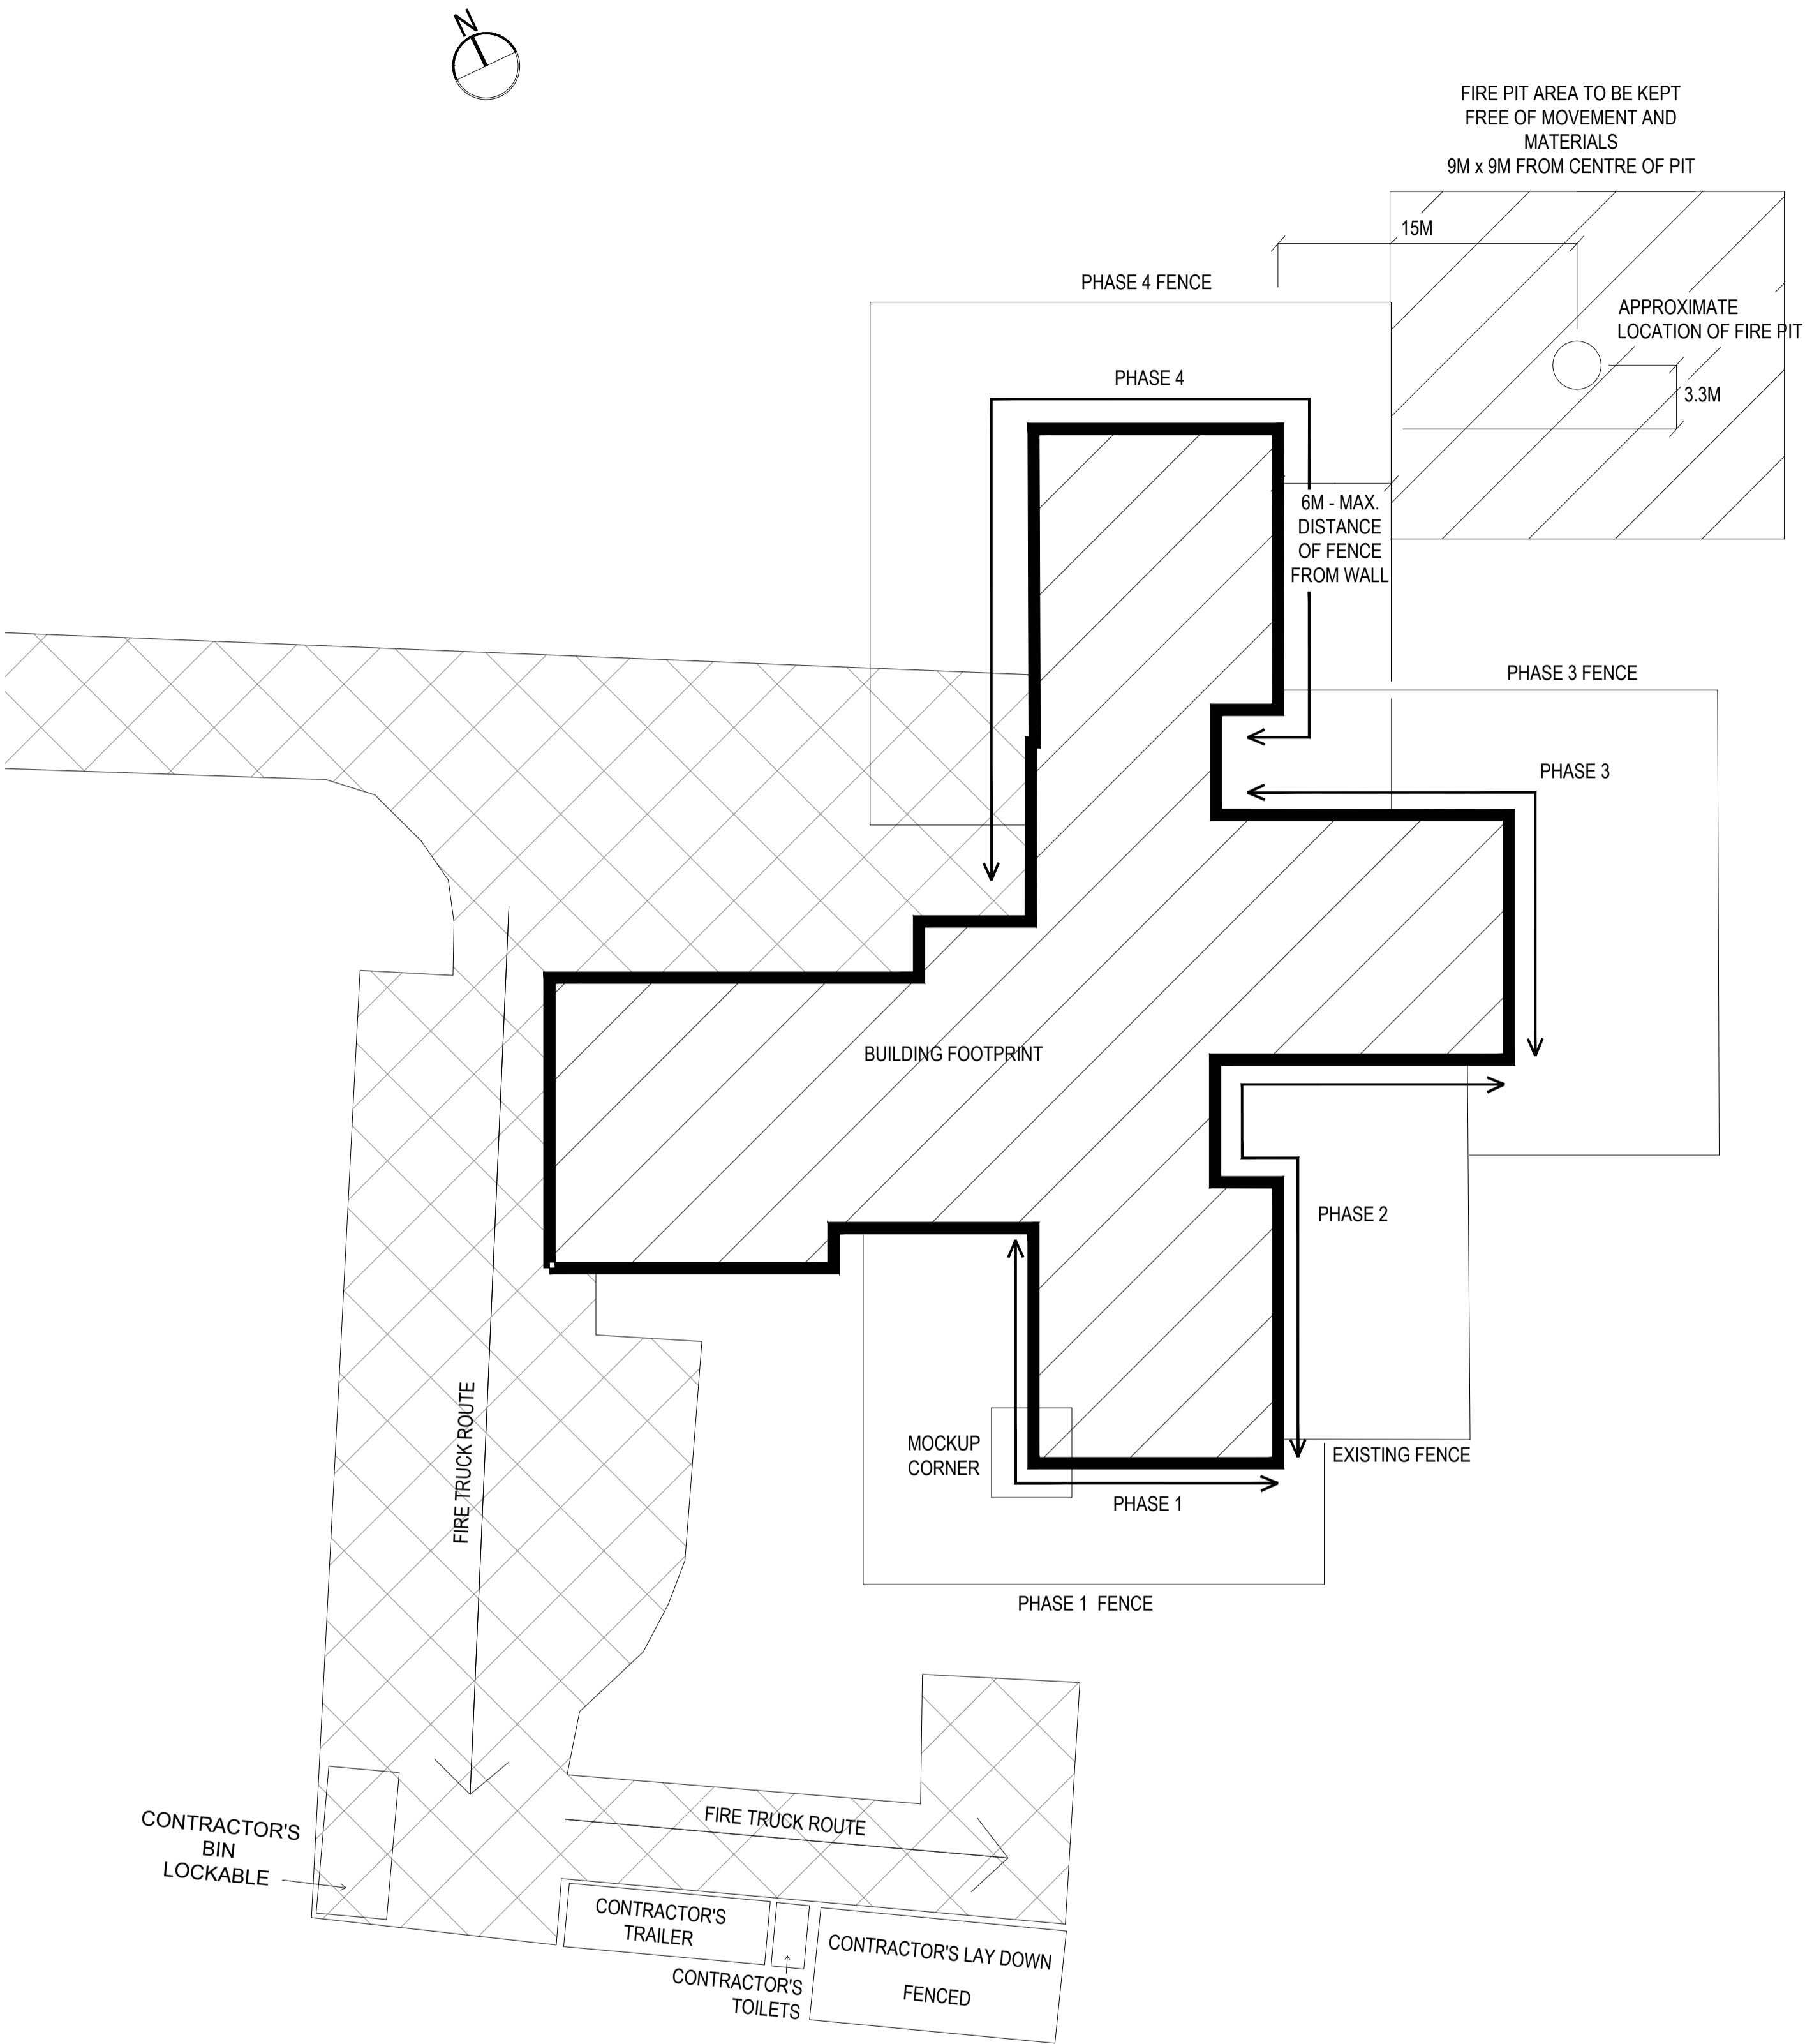 N
FIRE PIT AREA TO BE KEPT
FREE OF MOVEMENT AND
MATERIALS
9M x 9M FROM CENTRE OF PIT
15M
PHASE 4 FENCE
APPROXIMATE
LOCATION OF FIRE PIT
PHASE 4
3.3M
6M - MAX.
DISTANCE
OF FENCE
FROM WALL
PHASE 3 FENCE
PHASE 3
BUILDING FOOTPRINT
PHASE 2
FIRE TRUCK ROUTE
MOCKUP
CORNER
EXISTING FENCE
PHASE 1
PHASE 1 FENCE
FIRE TRUCK ROUTE
CONTRACTOR'S
BIN
LOCKABLE
CONTRACTOR'S
TRAILER
CONTRACTOR'S
TOILETS
CONTRACTOR'S LAY DOWN
FENCED